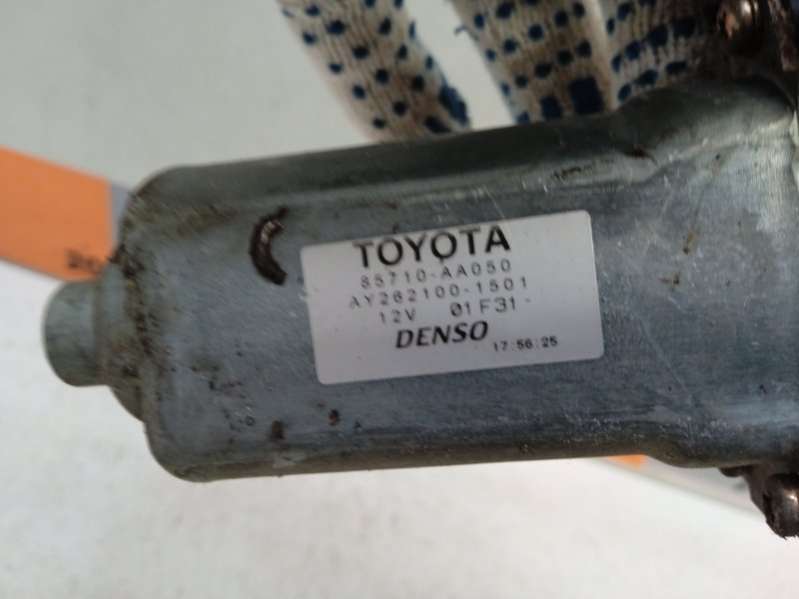 TOYOTA
85710-AA050
AY262100-1501
12V 01F31-
DENSO 17:56:25